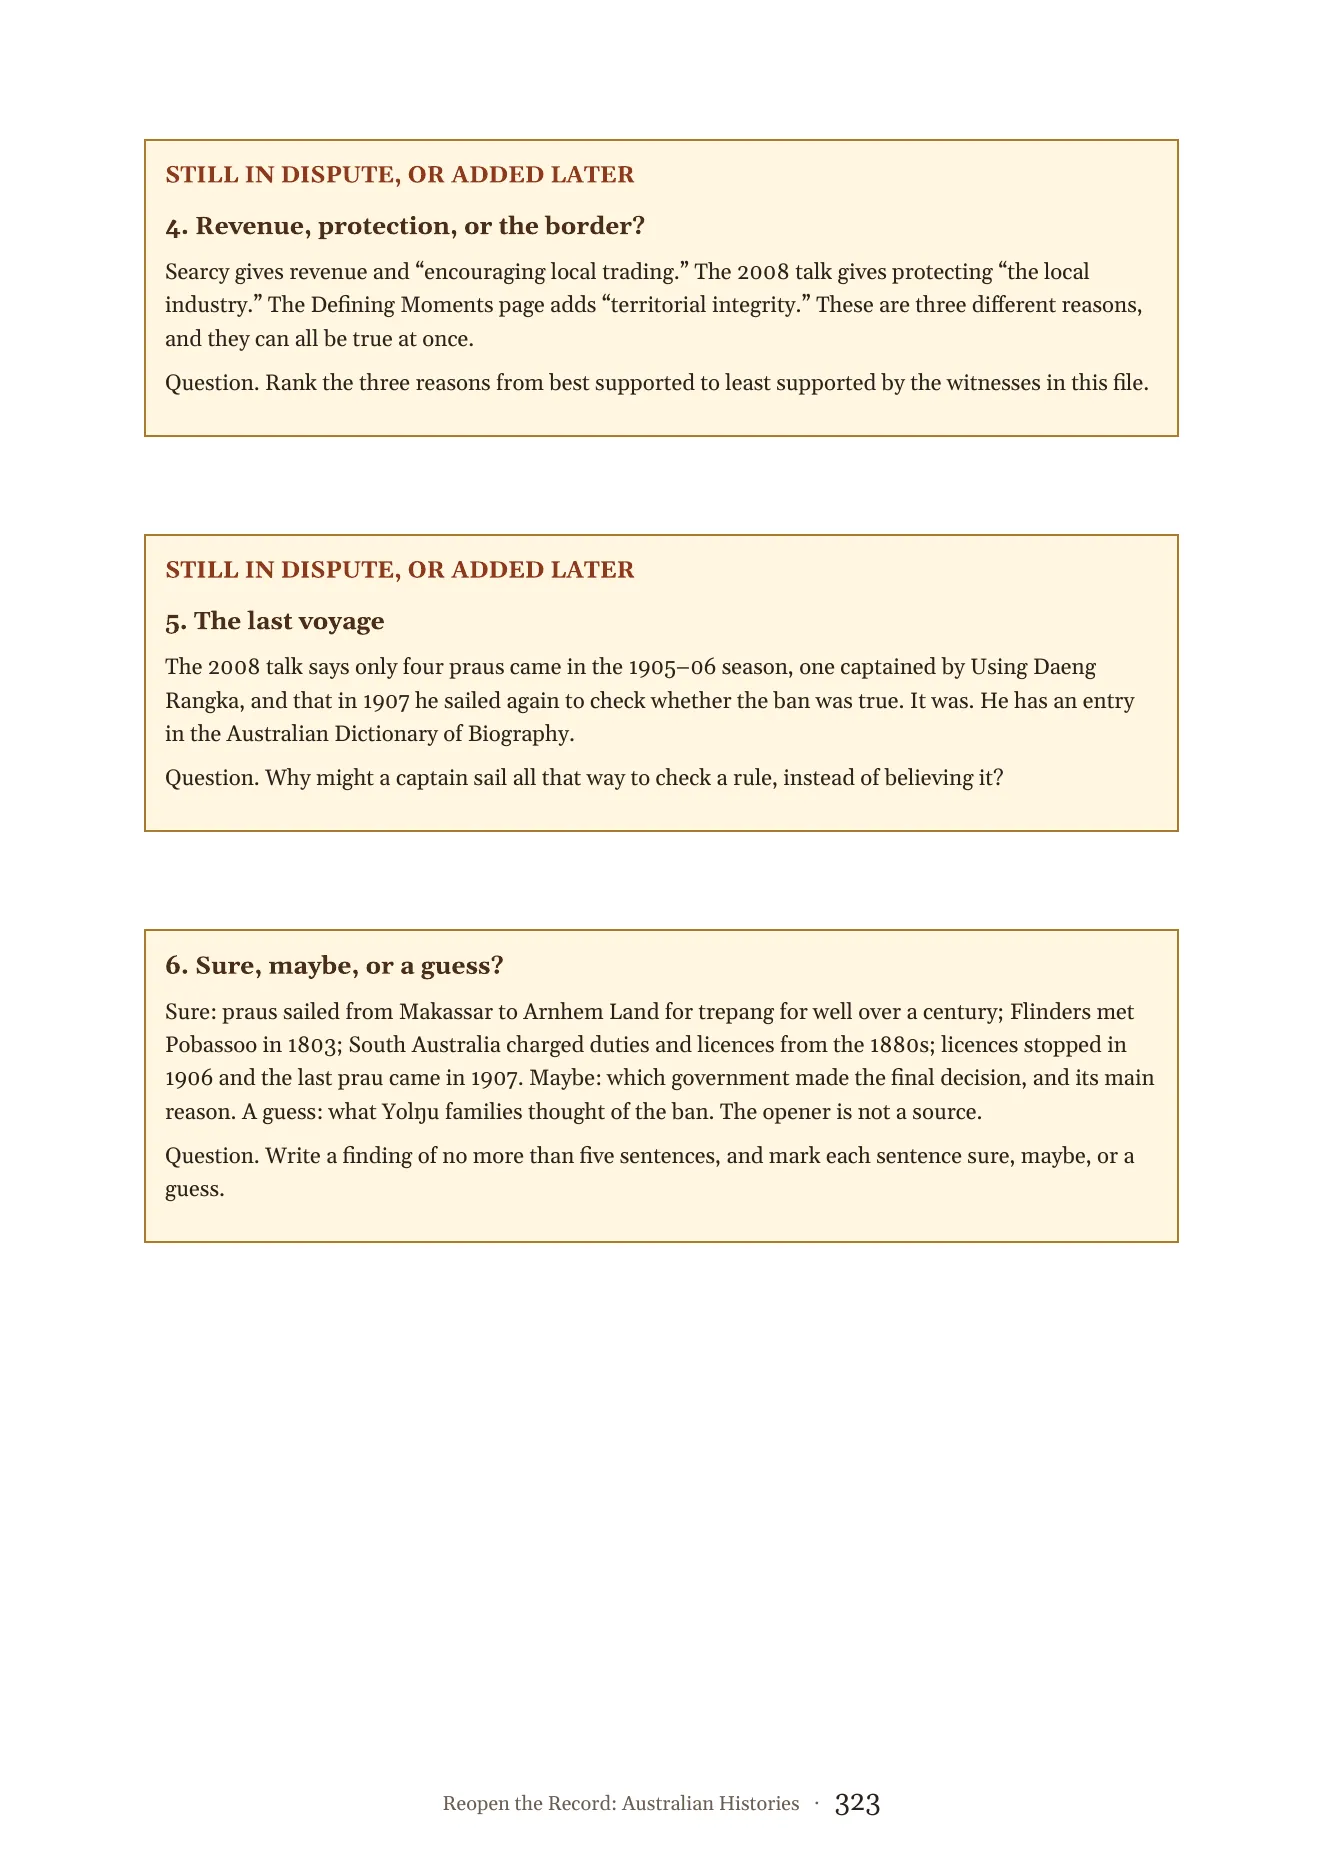 STILL IN DISPUTE, OR ADDED LATER
4. Revenue, protection, or the border?
Searcy gives revenue and “encouraging local trading.” The 2008 talk gives protecting “the local
industry.” The Defining Moments page adds “territorial integrity.” These are three different reasons,
and they can all be true at once.
Question. Rank the three reasons from best supported to least supported by the witnesses in this file.
STILL IN DISPUTE, OR ADDED LATER
5. The last voyage
The 2008 talk says only four praus came in the 1905–06 season, one captained by Using Daeng
Rangka, and that in 1907 he sailed again to check whether the ban was true. It was. He has an entry
in the Australian Dictionary of Biography.
Question. Why might a captain sail all that way to check a rule, instead of believing it?
6. Sure, maybe, or a guess?
Sure: praus sailed from Makassar to Arnhem Land for trepang for well over a century; Flinders met
Pobassoo in 1803; South Australia charged duties and licences from the 1880s; licences stopped in
1906 and the last prau came in 1907. Maybe: which government made the final decision, and its main
reason. A guess: what Yolŋu families thought of the ban. The opener is not a source.
Question. Write a finding of no more than five sentences, and mark each sentence sure, maybe, or a
guess.
Reopen the Record: Australian Histories · 323